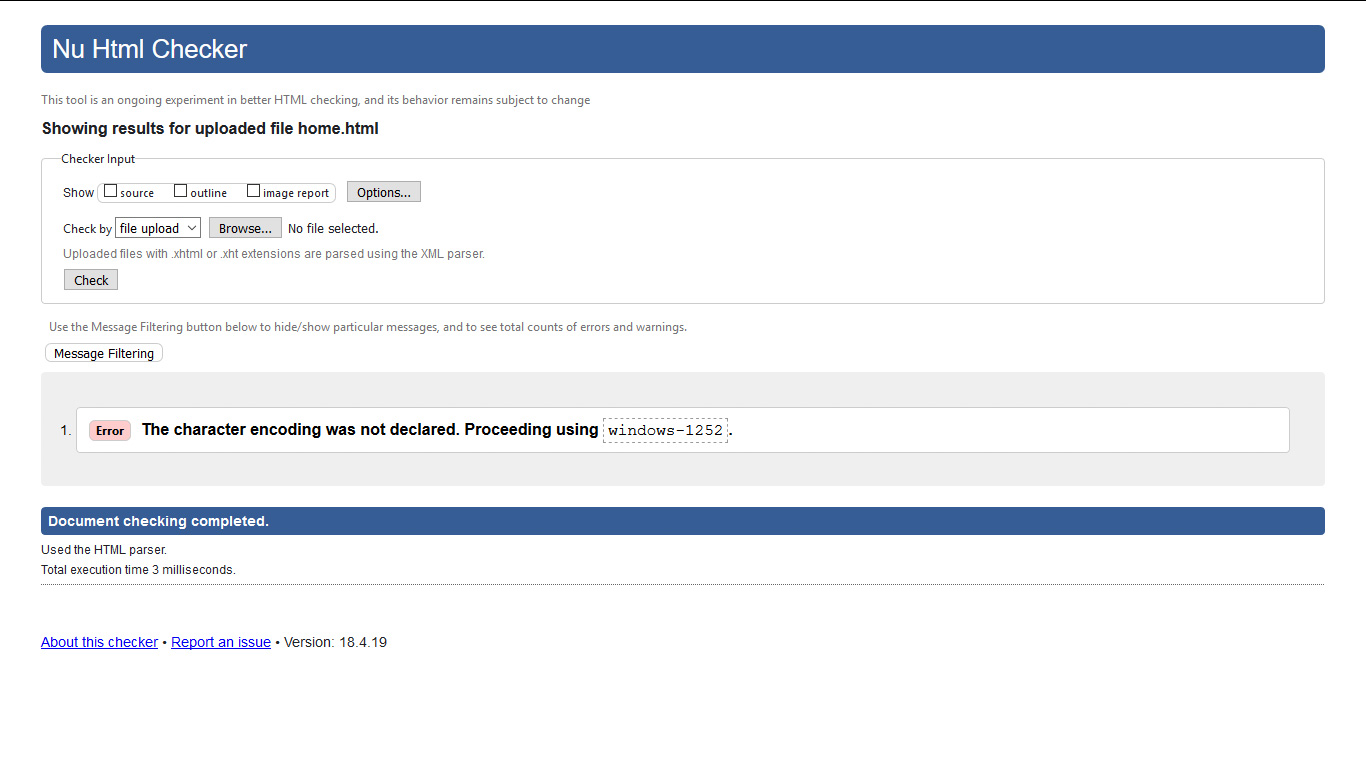 Nu Html Checker
This tool is an ongoing experiment in better HTML checking, and its behavior remains subject to change
Showing results for uploaded file home.html
Checker Input
Show source outline image report Options...
Check by file upload Browse... No file selected.
Uploaded files with .xhtml or .xht extensions are parsed using the XML parser.
Check
Use the Message Filtering button below to hide/show particular messages, and to see total counts of errors and warnings.
Message Filtering
1. Error The character encoding was not declared. Proceeding using windows-1252.
Document checking completed.
Used the HTML parser.
Total execution time 3 milliseconds.
About this checker • Report an issue • Version: 18.4.19